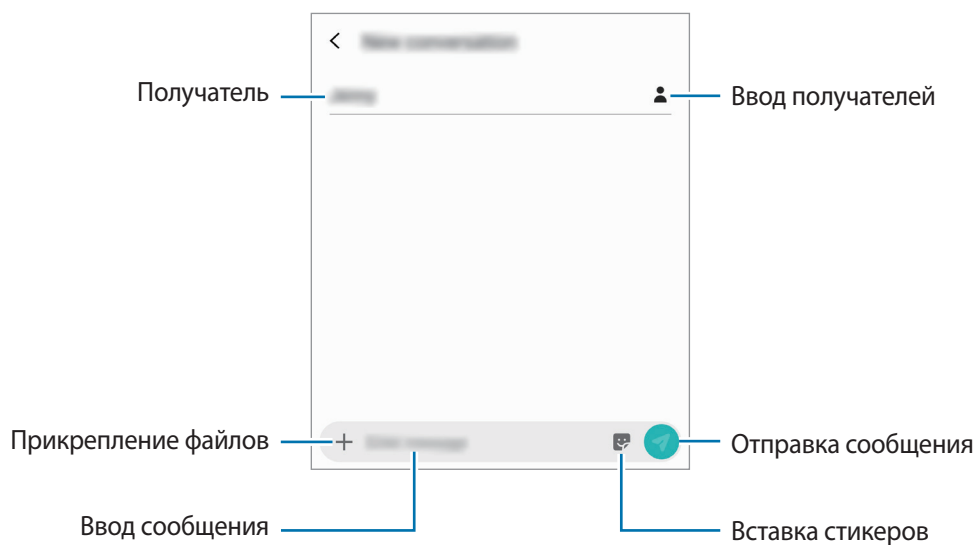 Получатель
Ввод получателей
Прикрепление файлов
Отправка сообщения
Ввод сообщения
Вставка стикеров